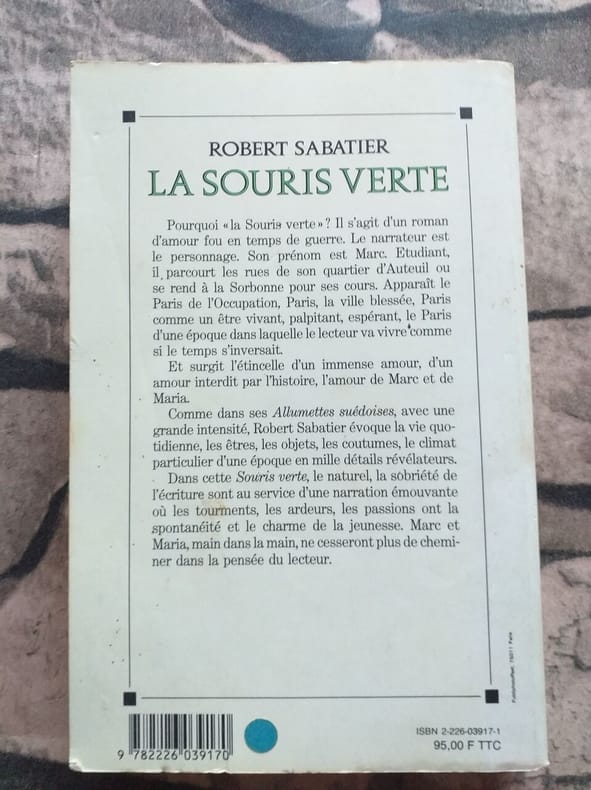 ROBERT SABATIER
LA SOURIS VERTE
Pourquoi «la Souris verte»? Il s'agit d'un roman
d'amour fou en temps de guerre. Le narrateur est
le personnage. Son prénom est Marc. Etudiant,
il parcourt les rues de son quartier d'Auteuil ou
se rend à la Sorbonne pour ses cours. Apparaît le
Paris de l'Occupation, Paris, la ville blessée, Paris
comme un être vivant, palpitant, espérant, le Paris
d'une époque dans laquelle le lecteur va vivre comme
si le temps s'inversait.
Et surgit l'étincelle d'un immense amour, d'un
amour interdit par l'histoire, l'amour de Marc et de
Maria.
Comme dans ses Allumettes suédoises, avec une
grande intensité, Robert Sabatier évoque la vie quo-
tidienne, les êtres, les objets, les coutumes, le climat
particulier d'une époque en mille détails révélateurs.
Dans cette Souris verte, le naturel, la sobriété de
l'écriture sont au service d'une narration émouvante
où les tourments, les ardeurs, les passions ont la
spontanéité et le charme de la jeunesse. Marc et
Maria, main dans la main, ne cesseront plus de chemi-
ner dans la pensée du lecteur.
75011 Paris
ISBN 2-226-03917-1
95,00 F TTC
9 782226 039170